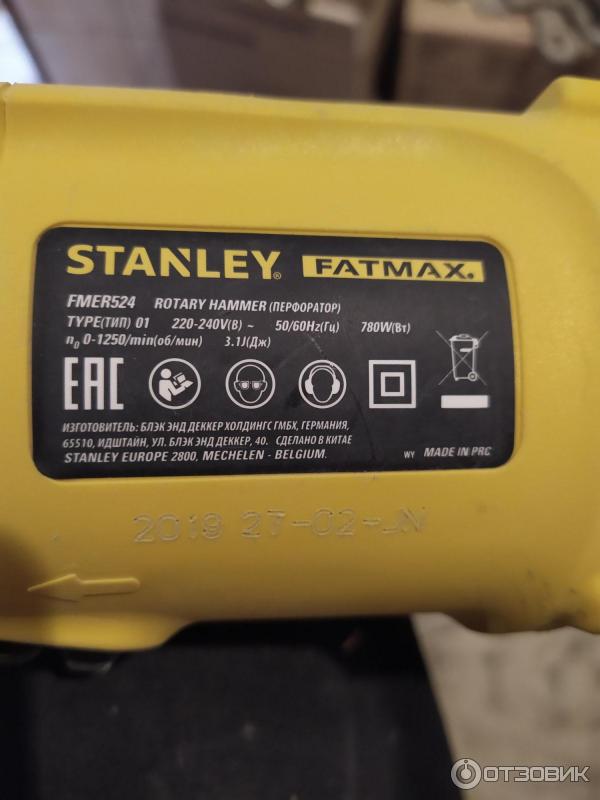 STANLEY® FATMAX.
FMER524 ROTARY HAMMER (ПЕРФОРАТОР)
TYPE(ТИП) 01 220-240V(В) ~ 50/60Hz(Гц) 780W(Вт)
n₀ 0-1250/min(об/мин) 3.1J(Дж)
EAC
ИЗГОТОВИТЕЛЬ: БЛЭК ЭНД ДЕККЕР ХОЛДИНГС ГМБХ, ГЕРМАНИЯ,
65510, ИДШТАЙН, УЛ. БЛЭК ЭНД ДЕККЕР, 40. СДЕЛАНО В КИТАЕ
STANLEY EUROPE 2800, MECHELEN - BELGIUM. WY MADE IN PRC
2019 27-02-JN
ОТЗОВИК